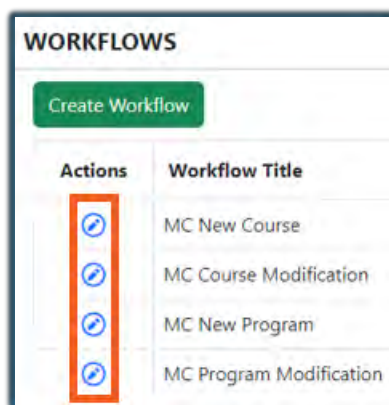 WORKFLOWS
Create Workflow
Actions Workflow Title
MC New Course
MC Course Modification
MC New Program
MC Program Modification